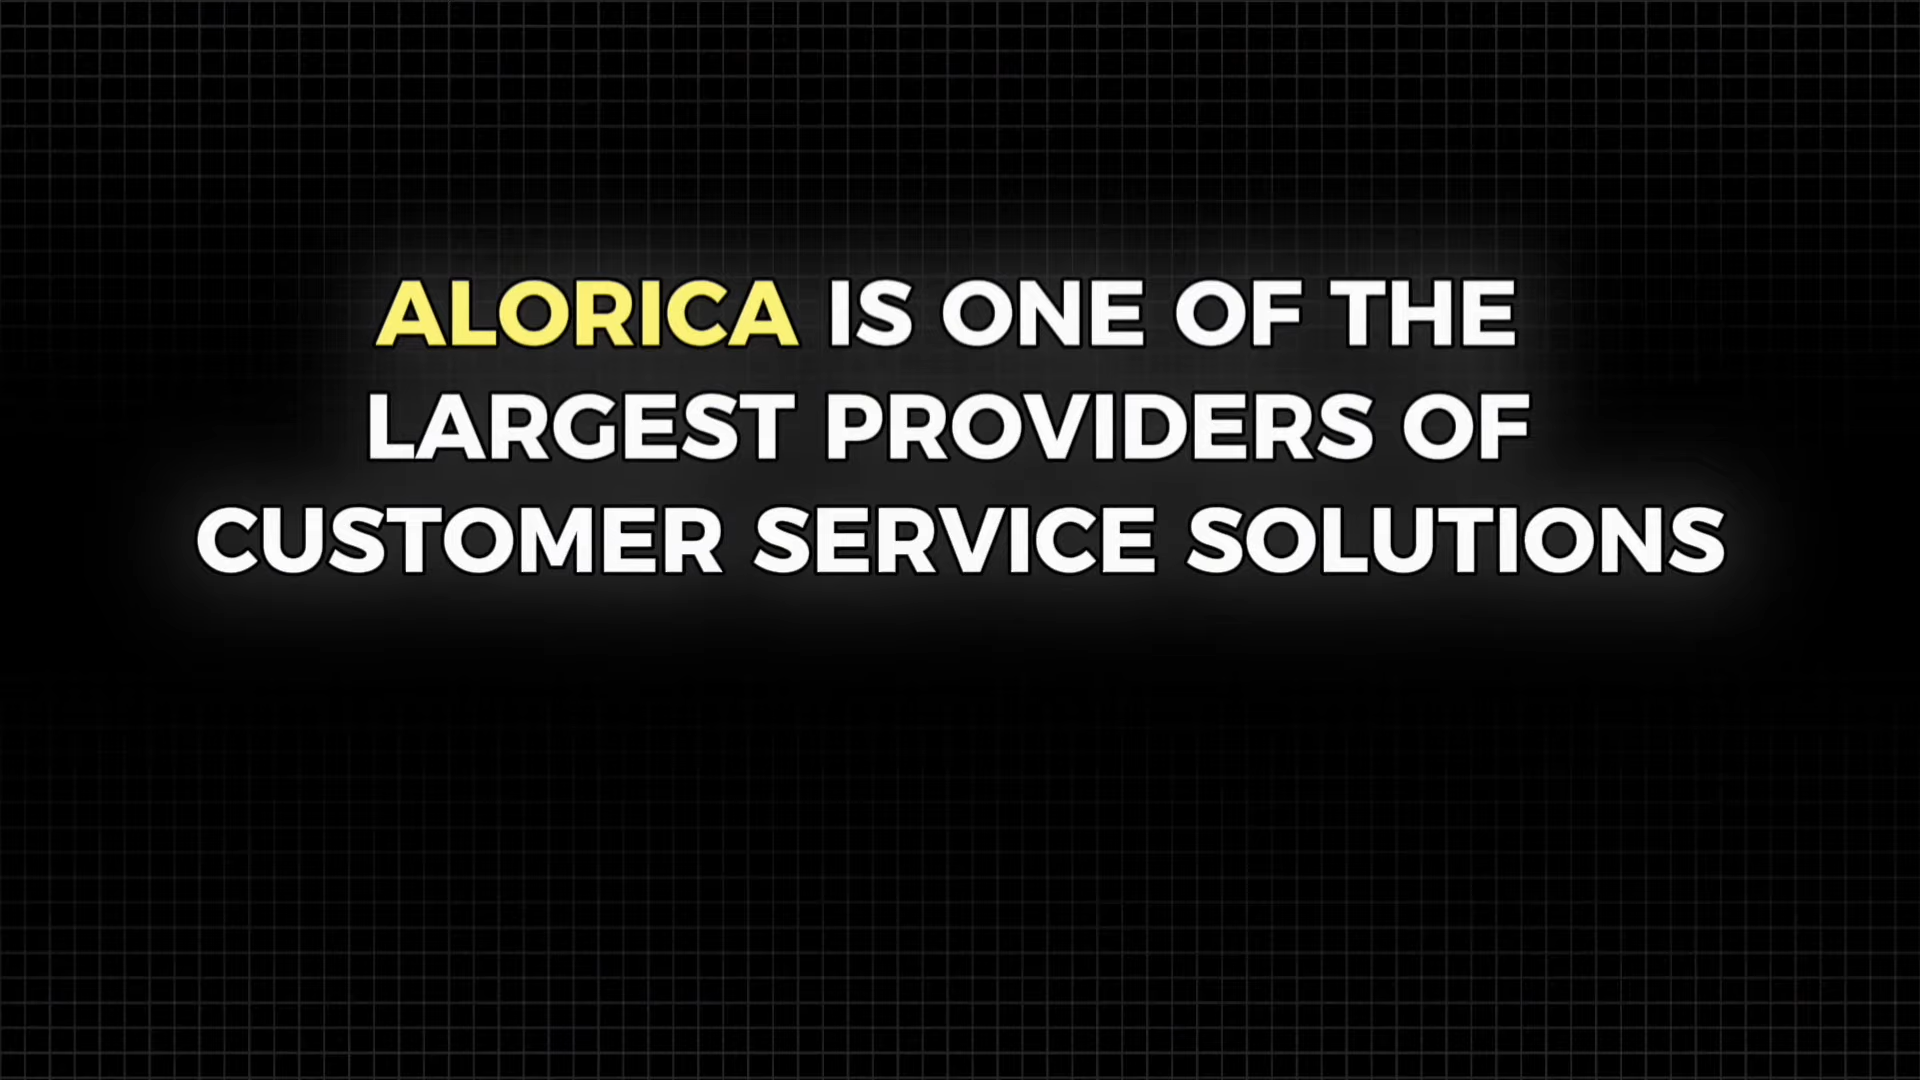 ALORICA IS ONE OF THE
LARGEST PROVIDERS OF
CUSTOMER SERVICE SOLUTIONS